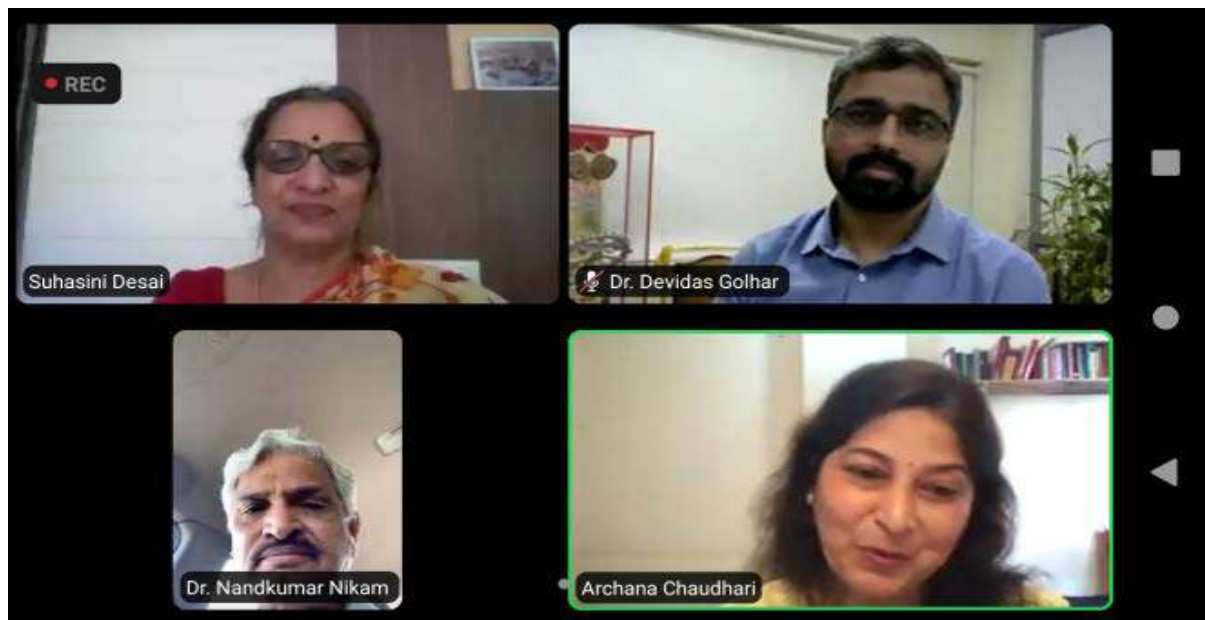 REC
Suhasini Desai
Dr. Devidas Golhar
Dr. Nandkumar Nikam
Archana Chaudhari